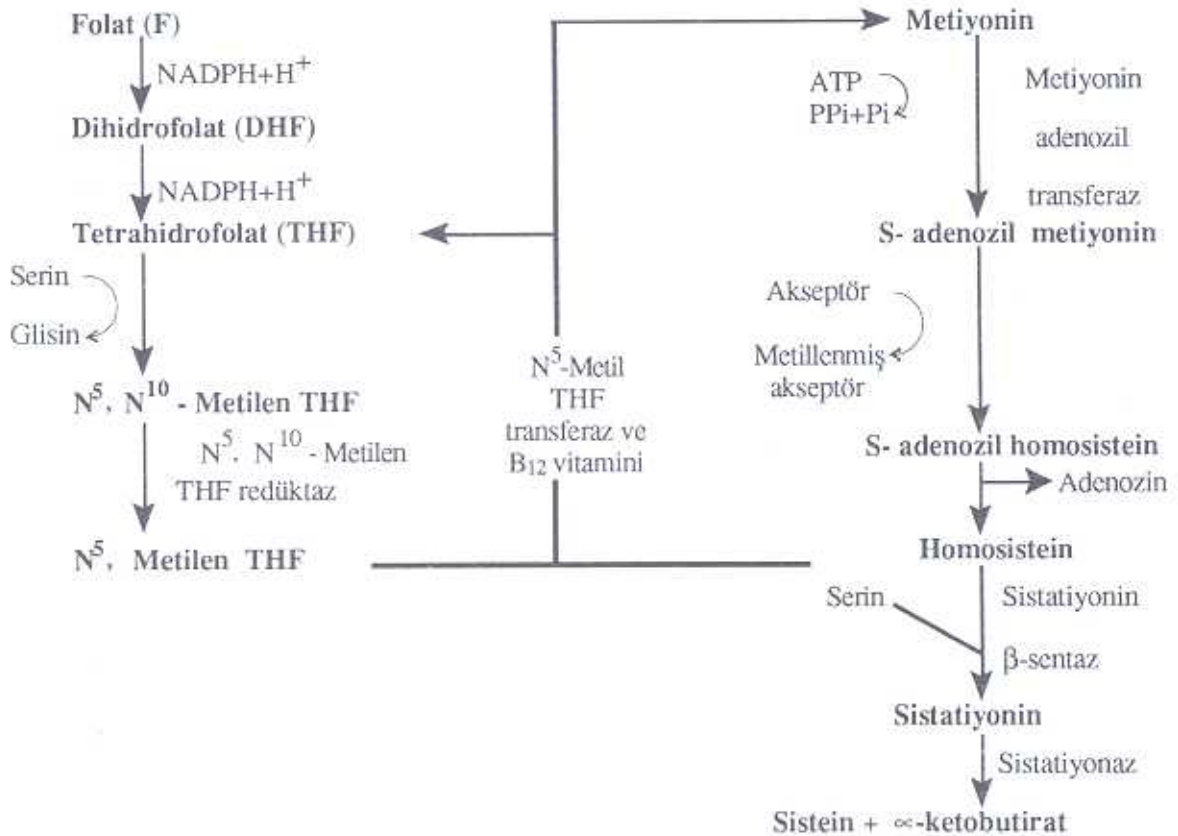 Folat (F)
NADPH+H⁺
Dihidrofolat (DHF)
NADPH+H⁺
Tetrahidrofolat (THF)
Serin
Glisin
N⁵, N¹⁰ - Metilen THF
N⁵, N¹⁰ - Metilen
THF redüktaz
N⁵, Metilen THF
N⁵-Metil
THF
transferaz ve
B₁₂ vitamini
Metiyonin
ATP
PPi+Pi
Metiyonin
adenozil
transferaz
S- adenozil metiyonin
Akseptör
Metillenmiş
akseptör
S- adenozil homosistein
Adenozin
Homosistein
Serin
Sistatiyonin
β-sentaz
Sistatiyonin
Sistatiyonaz
Sistein + ∝-ketobutirat